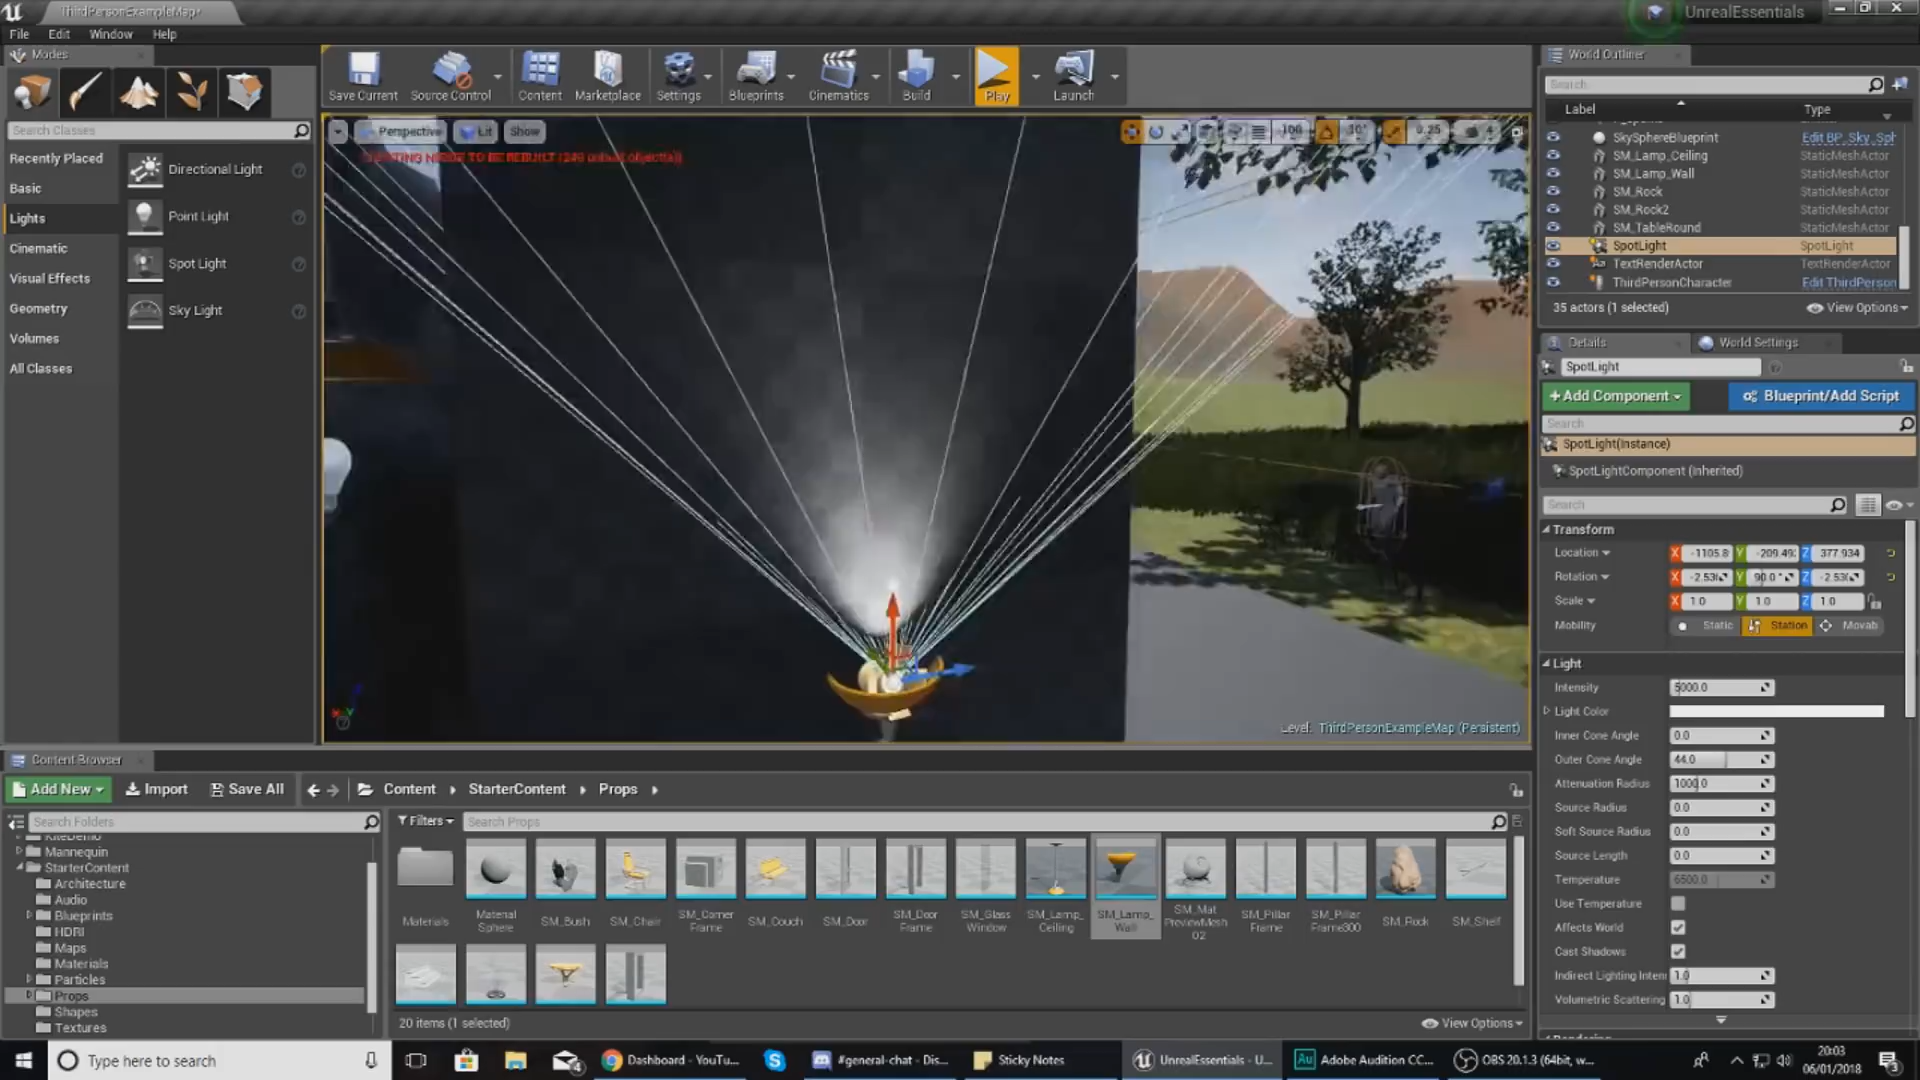 ThirdPersonExampleMap*
UnrealEssentials
File Edit Window Help
Modes
Search Classes
Recently Placed
Basic
Lights
Cinematic
Visual Effects
Geometry
Volumes
All Classes
Directional Light
Point Light
Spot Light
Sky Light
Save Current
Source Control
Content
Marketplace
Settings
Blueprints
Cinematics
Build
Play
Launch
Perspective
Lit
Show
100
10°
0.25
4
LIGHTING NEEDS TO BE REBUILT
Level: ThirdPersonExampleMap (Persistent)
World Outliner
Search
Label Type
SkySphereBlueprint Edit BP_Sky_Sph
SM_Lamp_Ceiling StaticMeshActor
SM_Lamp_Wall StaticMeshActor
SM_Rock StaticMeshActor
SM_Rock2 StaticMeshActor
SM_TableRound StaticMeshActor
SpotLight SpotLight
TextRenderActor TextRenderActor
ThirdPersonCharacter Edit ThirdPerson
35 actors (1 selected)
View Options
Details
World Settings
SpotLight
+Add Component
Blueprint/Add Script
Search
SpotLight(Instance)
SpotLightComponent (Inherited)
Search
Transform
Location X -1105.8 Y -209.49 Z 377.934
Rotation X -2.53 Y 90.0 ° Z -2.53
Scale X 1.0 Y 1.0 Z 1.0
Mobility Static Station Movab
Light
Intensity 5000.0
Light Color
Inner Cone Angle 0.0
Outer Cone Angle 44.0
Attenuation Radius 1000.0
Source Radius 0.0
Soft Source Radius 0.0
Source Length 0.0
Temperature 6500.0
Use Temperature
Affects World
Cast Shadows
Indirect Lighting Inten 1.0
Volumetric Scattering 1.0
Content Browser
Add New
Import
Save All
Content
StarterContent
Props
Search Folders
Filters
Search Props
KiteDemo
Mannequin
StarterContent
Architecture
Audio
Blueprints
HDRI
Maps
Materials
Particles
Props
Shapes
Textures
Materials
Material Sphere
SM_Bush
SM_Chair
SM_Corner Frame
SM_Couch
SM_Door
SM_Door Frame
SM_Glass Window
SM_Lamp_ Ceiling
SM_Lamp_ Wall
SM_Mat PreviewMesh 02
SM_Pillar Frame
SM_Pillar Frame300
SM_Rock
SM_Shelf
20 items (1 selected)
View Options
Type here to search
4
Dashboard - YouTu...
#general-chat - Dis...
Sticky Notes
UnrealEssentials - U...
Adobe Audition CC...
OBS 20.1.3 (64bit, w...
20:03
06/01/2018
3